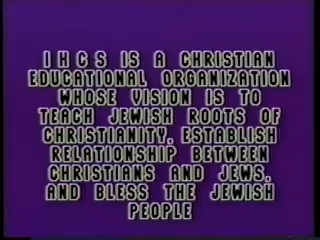 I H C S IS A CHRISTIAN
EDUCATIONAL ORGANIZATION
WHOSE VISION IS TO
TEACH JEWISH ROOTS OF
CHRISTIANITY, ESTABLISH
RELATIONSHIP BETWEEN
CHRISTIANS AND JEWS,
AND BLESS THE JEWISH
PEOPLE